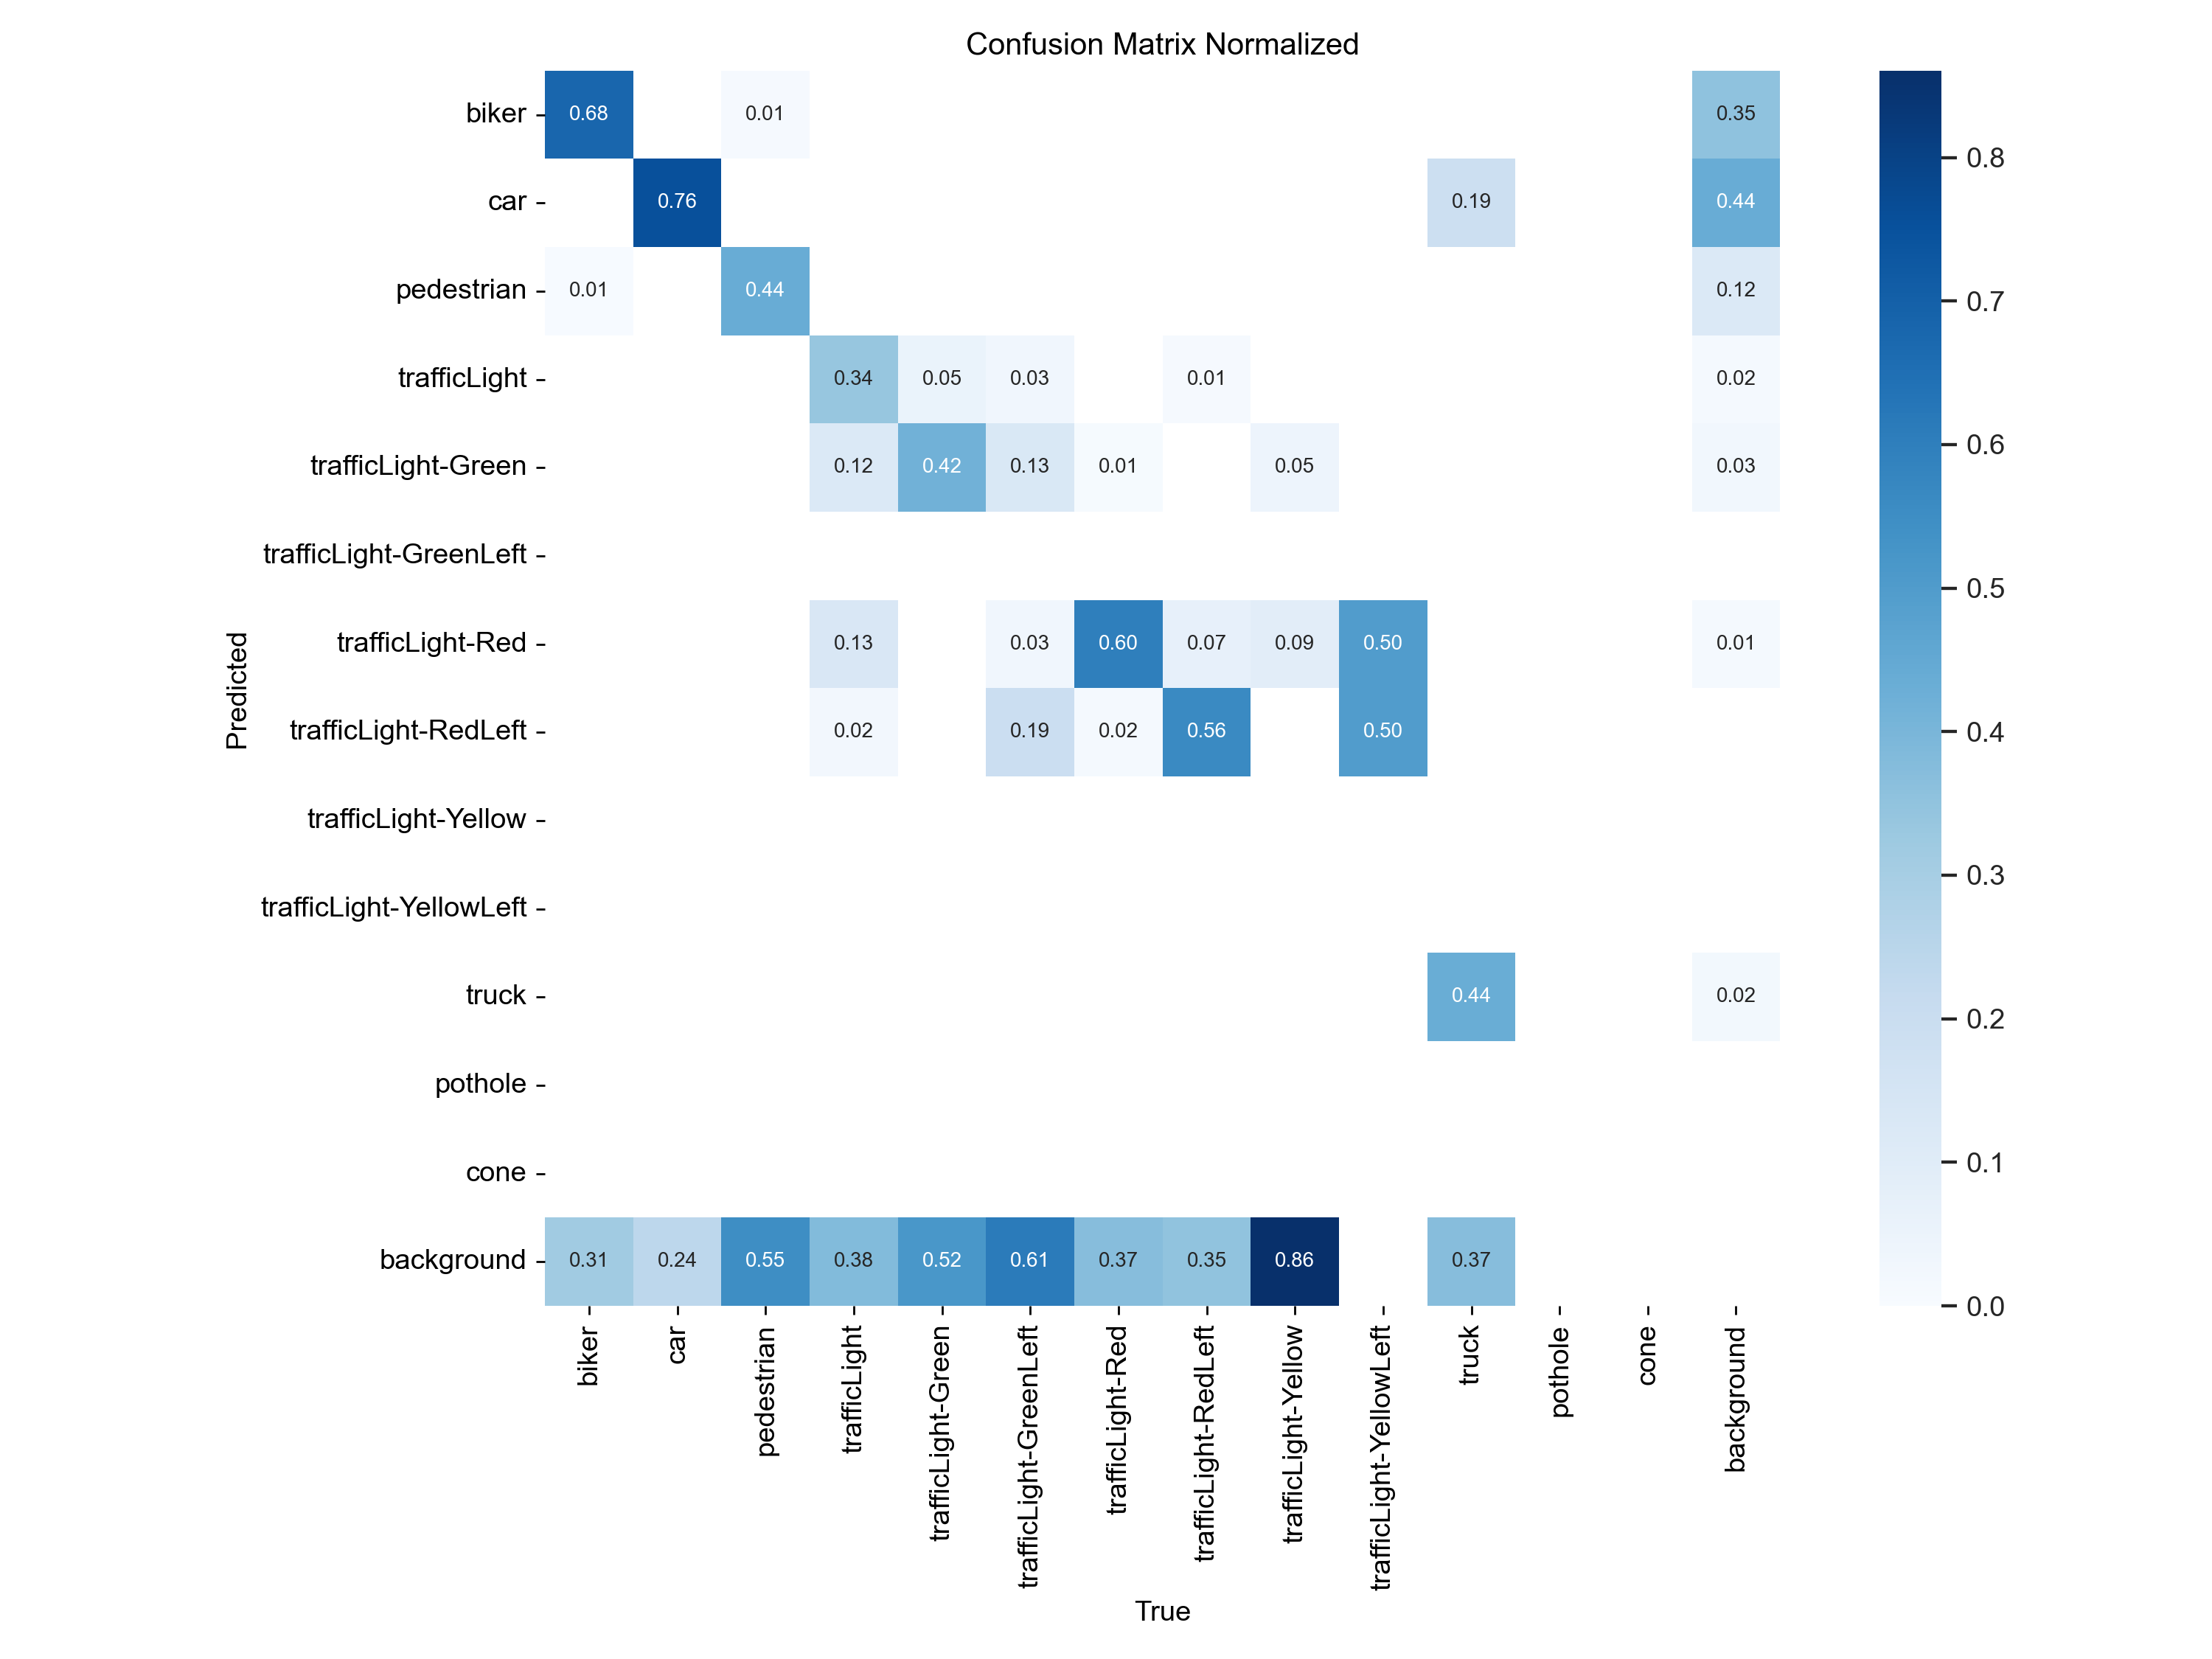 Confusion Matrix Normalized
biker 0.68 0.01 0.35
car 0.76 0.19 0.44
pedestrian 0.01 0.44 0.12
trafficLight 0.34 0.05 0.03 0.01 0.02
trafficLight-Green 0.12 0.42 0.13 0.01 0.05 0.03
trafficLight-GreenLeft
trafficLight-Red 0.13 0.03 0.60 0.07 0.09 0.50 0.01
trafficLight-RedLeft 0.02 0.19 0.02 0.56 0.50
trafficLight-Yellow
trafficLight-YellowLeft
truck 0.44 0.02
pothole
cone
background 0.31 0.24 0.55 0.38 0.52 0.61 0.37 0.35 0.86 0.37
Predicted
biker
car
pedestrian
trafficLight
trafficLight-Green
trafficLight-GreenLeft
trafficLight-Red
trafficLight-RedLeft
trafficLight-Yellow
trafficLight-YellowLeft
truck
pothole
cone
background
True
0.8
0.7
0.6
0.5
0.4
0.3
0.2
0.1
0.0